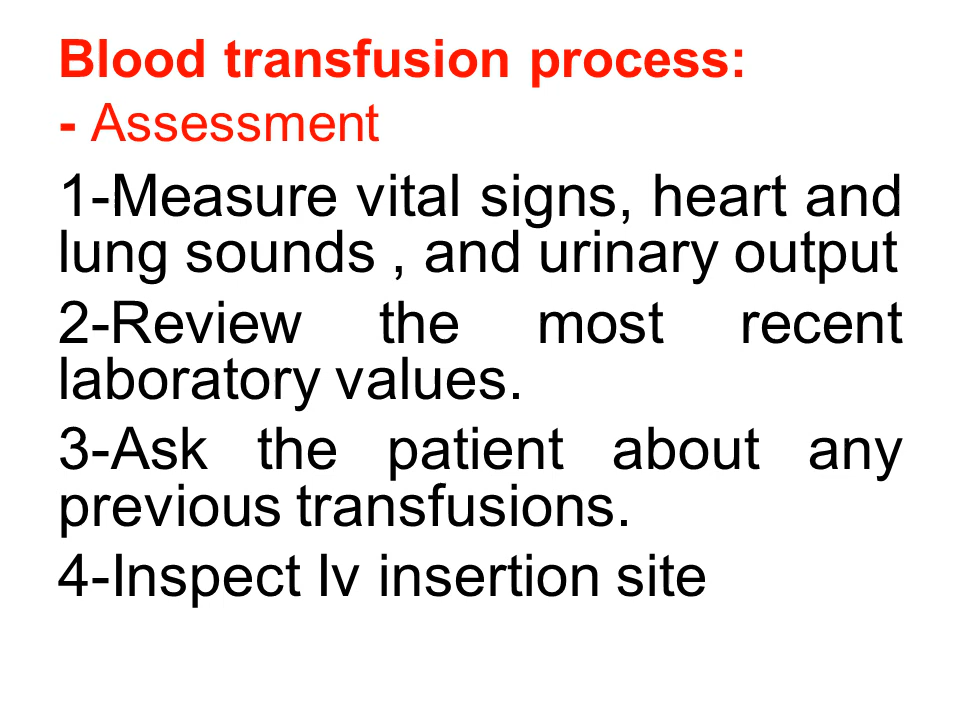 Blood transfusion process:
- Assessment
1-Measure vital signs, heart and
lung sounds , and urinary output
2-Review the most recent
laboratory values.
3-Ask the patient about any
previous transfusions.
4-Inspect Iv insertion site